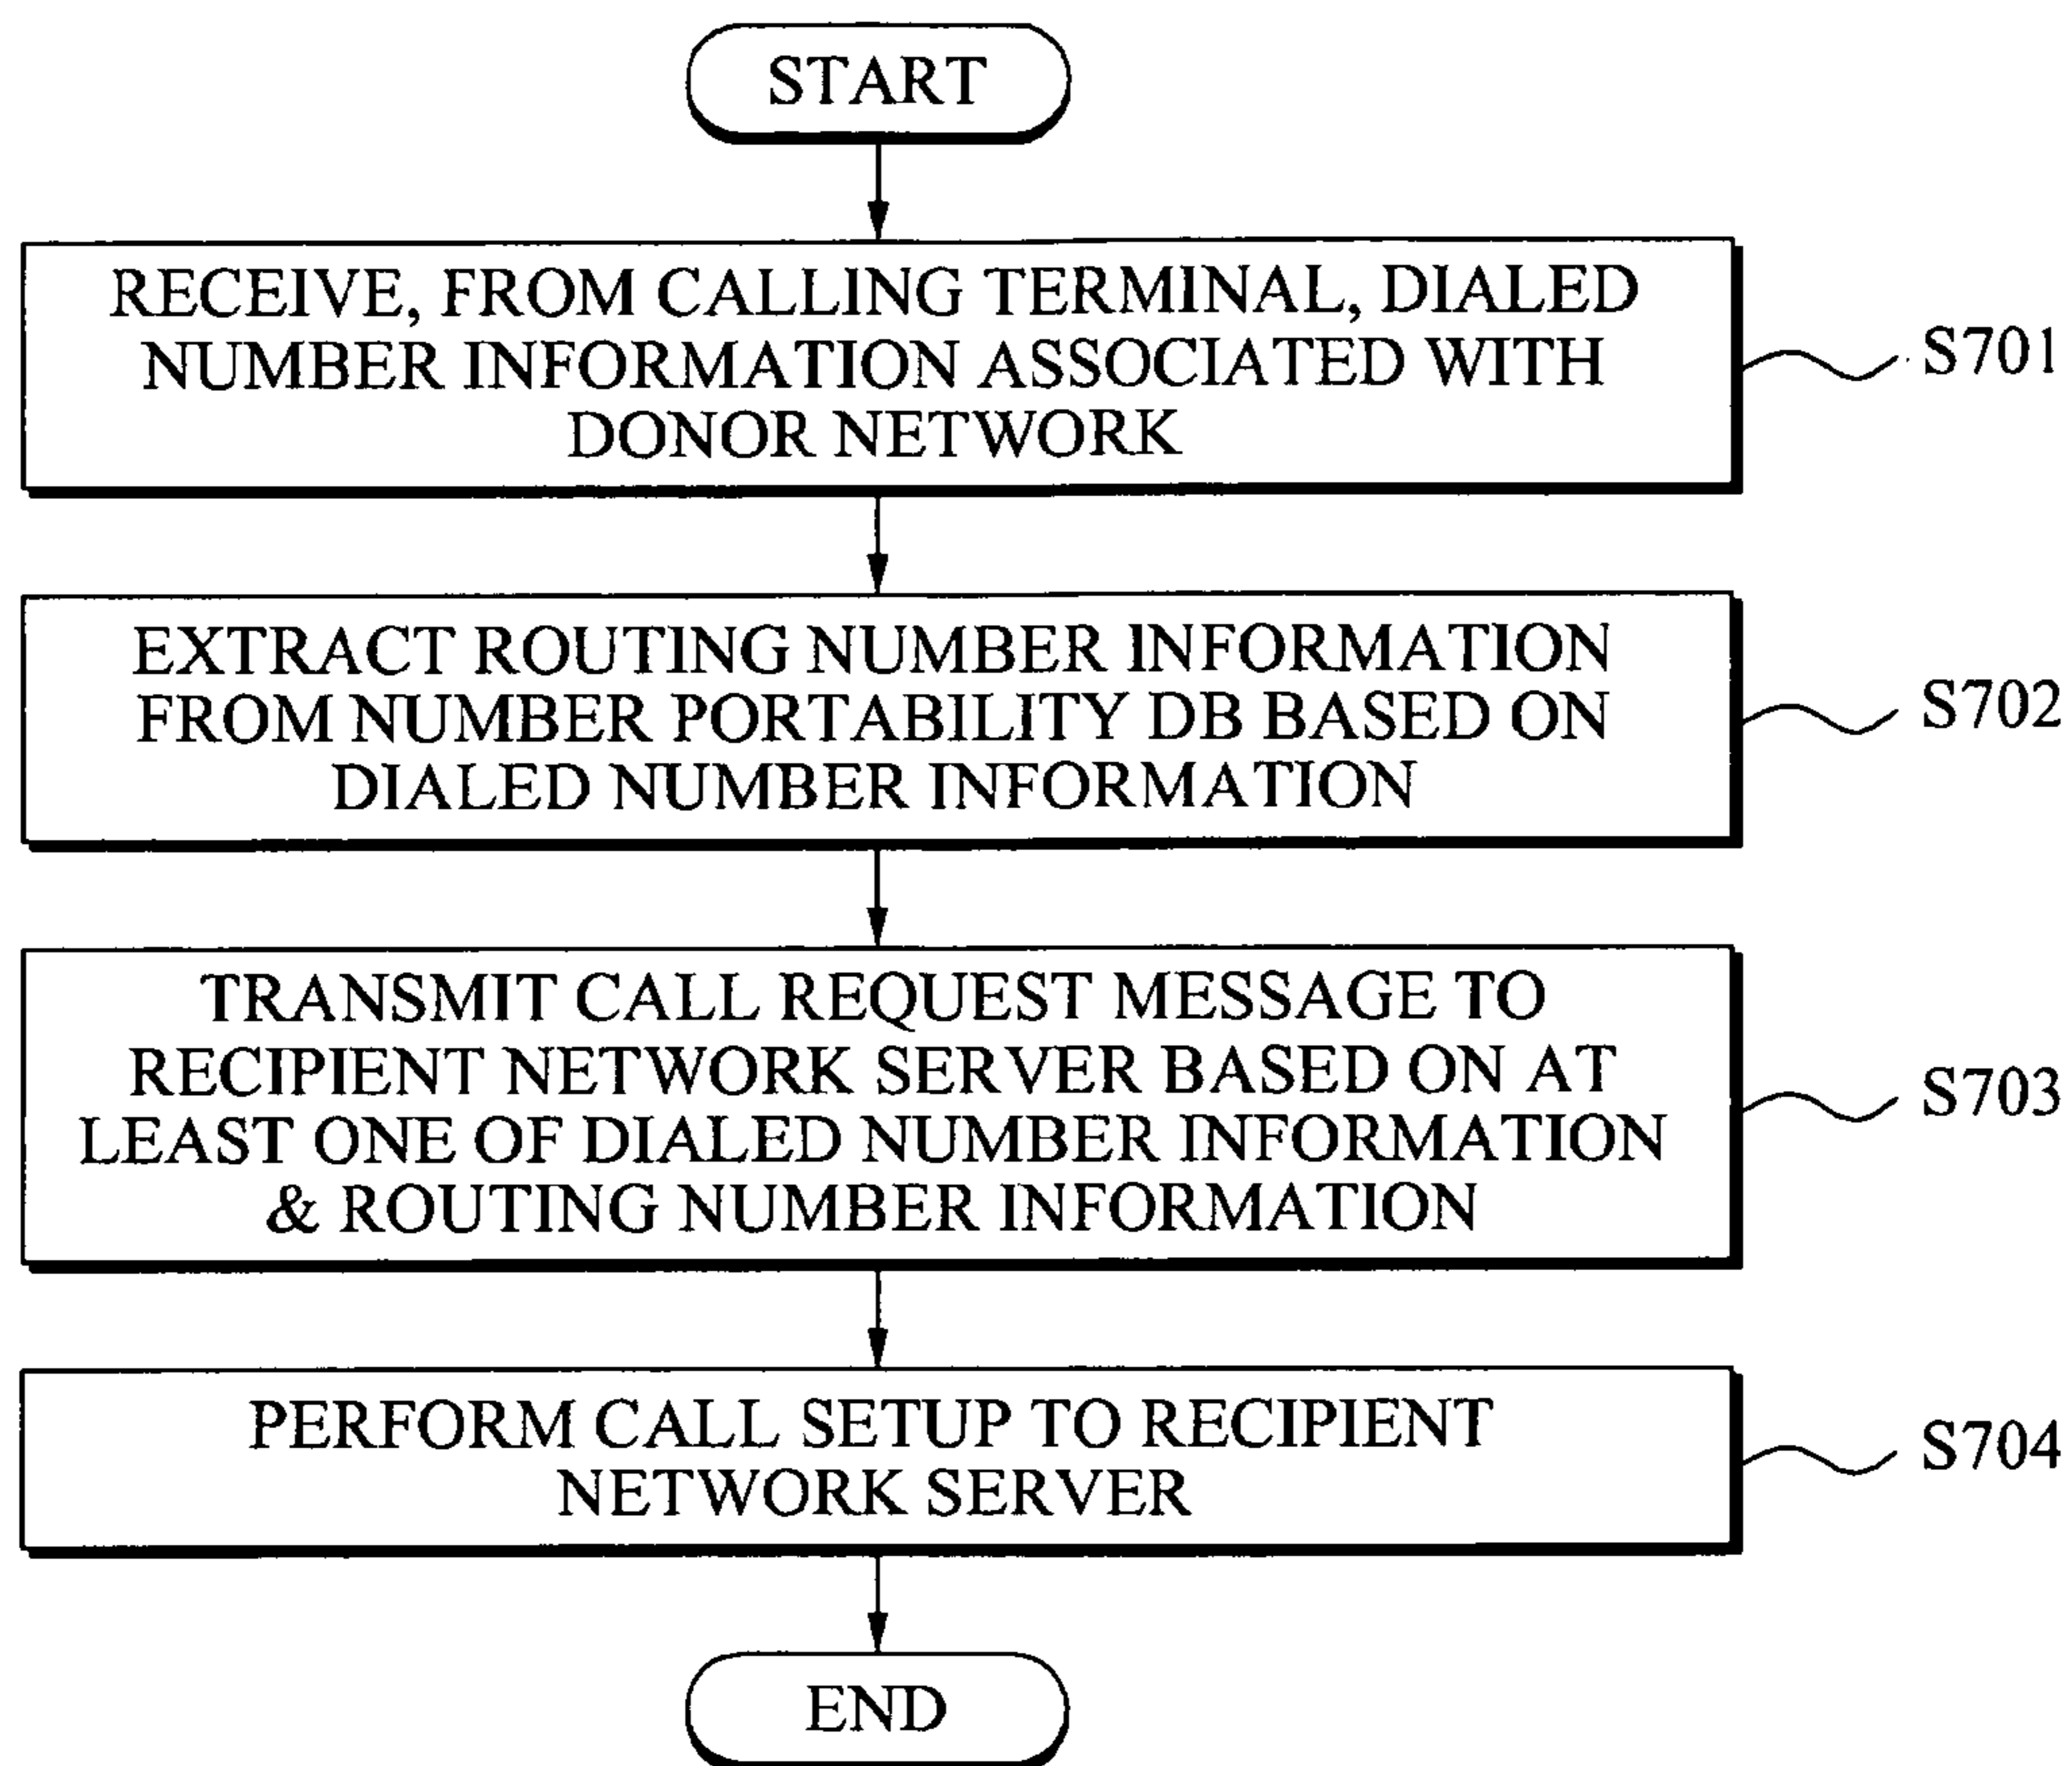 START
RECEIVE, FROM CALLING TERMINAL, DIALED
NUMBER INFORMATION ASSOCIATED WITH
DONOR NETWORK
S701
EXTRACT ROUTING NUMBER INFORMATION
FROM NUMBER PORTABILITY DB BASED ON
DIALED NUMBER INFORMATION
S702
TRANSMIT CALL REQUEST MESSAGE TO
RECIPIENT NETWORK SERVER BASED ON AT
LEAST ONE OF DIALED NUMBER INFORMATION
& ROUTING NUMBER INFORMATION
S703
PERFORM CALL SETUP TO RECIPIENT
NETWORK SERVER
S704
END